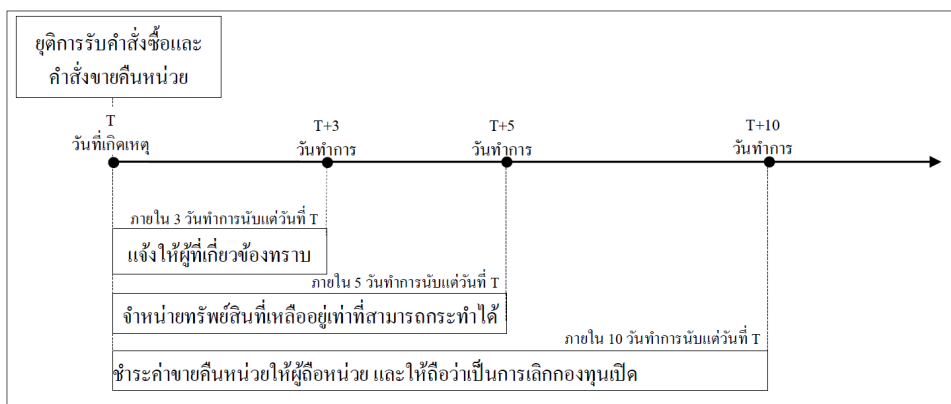 ยุติการรับคำสั่งซื้อและ
คำสั่งขายคืนหน่วย
T
วันที่เกิดเหตุ
T+3
วันทำการ
T+5
วันทำการ
T+10
วันทำการ
ภายใน 3 วันทำการนับแต่วันที่ T
แจ้งให้ผู้ที่เกี่ยวข้องทราบ
ภายใน 5 วันทำการนับแต่วันที่ T
จำหน่ายทรัพย์สินที่เหลืออยู่เท่าที่สามารถกระทำได้
ภายใน 10 วันทำการนับแต่วันที่ T
ชำระค่าขายคืนหน่วยให้ผู้ถือหน่วย และให้ถือว่าเป็นการเลิกกองทุนเปิด